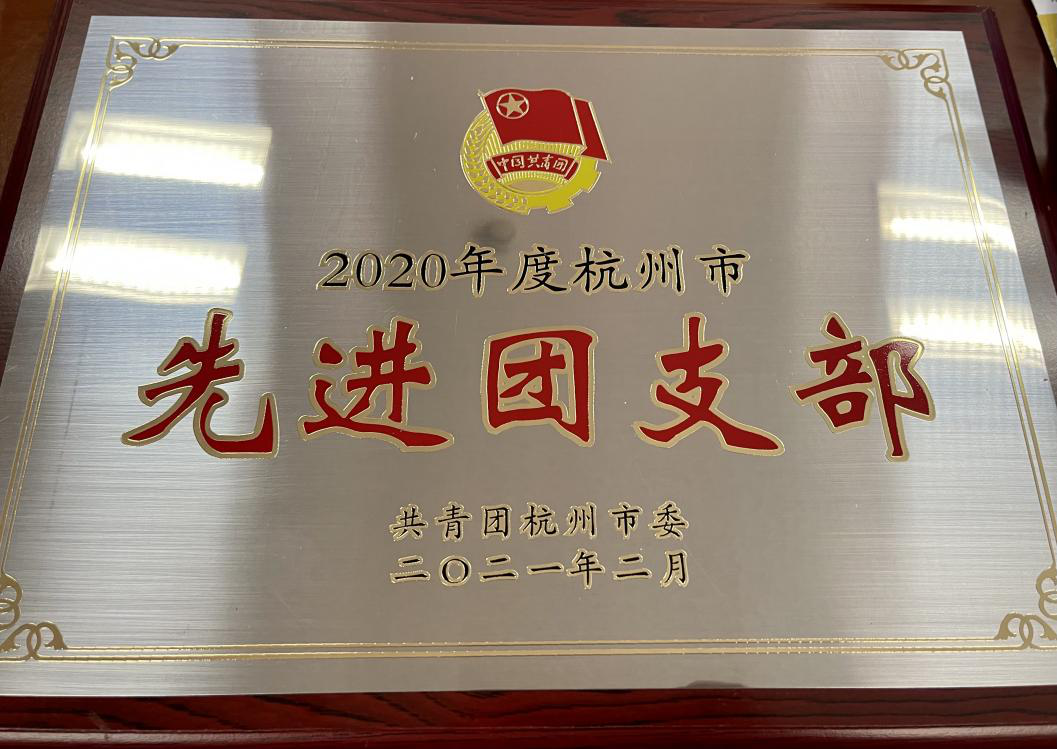 中国共青团
2020年度杭州市
先进团支部
共青团杭州市委
二〇二一年二月